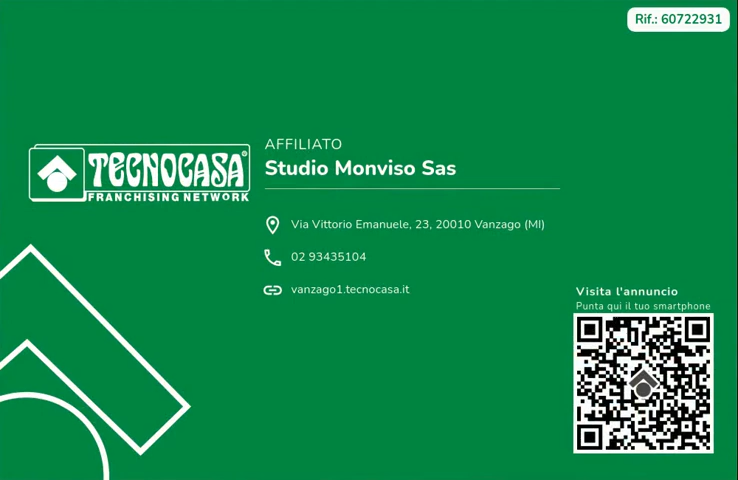 Rif.: 60722931
TECNOCASA®
FRANCHISING NETWORK
AFFILIATO
Studio Monviso Sas
Via Vittorio Emanuele, 23, 20010 Vanzago (MI)
02 93435104
vanzago1.tecnocasa.it
Visita l'annuncio
Punta qui il tuo smartphone